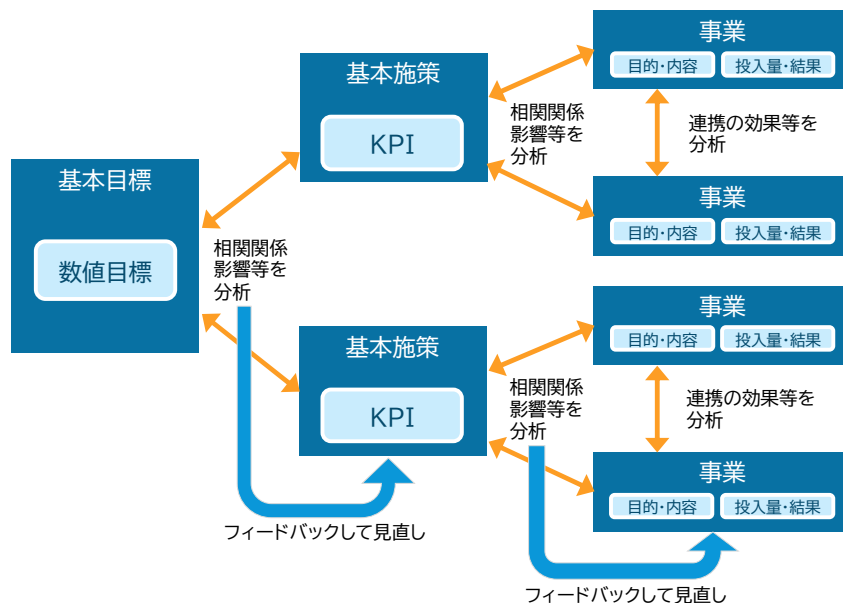 基本目標
数値目標
相関関係
影響等を
分析
基本施策
KPI
相関関係
影響等を
分析
事業
目的・内容 投入量・結果
連携の効果等を
分析
事業
目的・内容 投入量・結果
基本施策
KPI
相関関係
影響等を
分析
事業
目的・内容 投入量・結果
連携の効果等を
分析
事業
目的・内容 投入量・結果
フィードバックして見直し
フィードバックして見直し